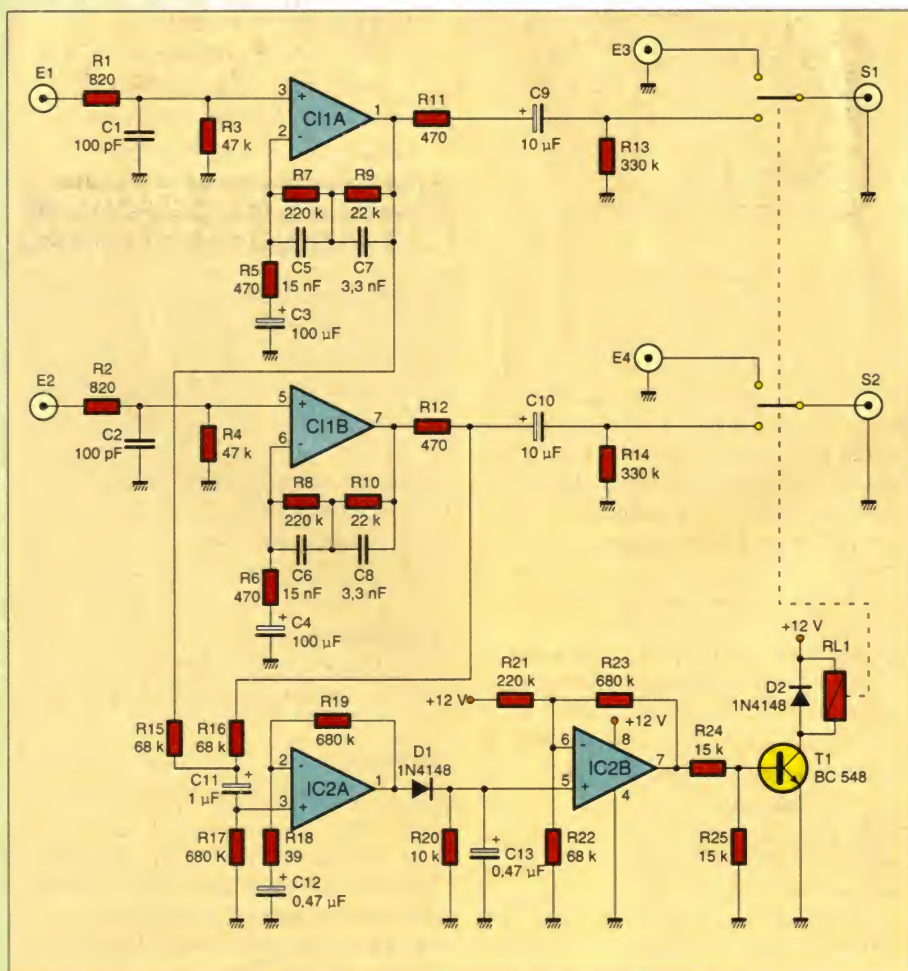 E1
R1
820
C1
100 pF
R3
47 k
3
+
2
-
CI1A
1
R11
470
+
C9
10 µF
R13
330 k
E3
S1
R7
220 k
R9
22 k
C5
15 nF
C7
3,3 nF
R5
470
+
C3
100 µF
E2
R2
820
C2
100 pF
R4
47 k
5
+
6
-
CI1B
7
R12
470
+
C10
10 µF
R14
330 k
E4
S2
R8
220 k
R10
22 k
C6
15 nF
C8
3,3 nF
R6
470
+
C4
100 µF
R15
68 k
R16
68 k
C11
1 µF
+
R17
680 K
R19
680 k
2
-
3
+
IC2A
1
R18
39
+
C12
0,47 µF
D1
1N4148
R20
10 k
+
C13
0,47 µF
+12 V
R21
220 k
R23
680 k
6
-
5
+
IC2B
+12 V
8
7
4
R22
68 k
R24
15 k
R25
15 k
+12 V
RL1
D2
1N4148
T1
BC 548